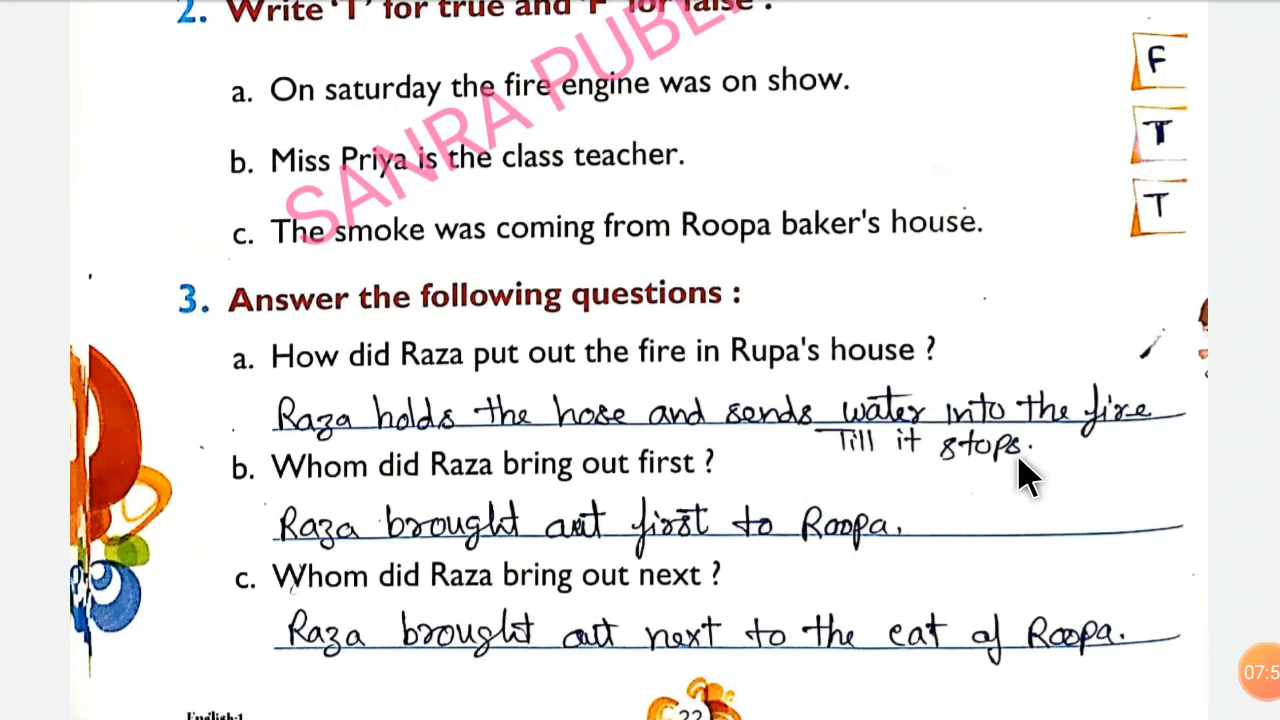 2. Write 'T' for true and 'F' for false :
SANRA PUBLI
a. On saturday the fire engine was on show.
F
b. Miss Priya is the class teacher.
T
c. The smoke was coming from Roopa baker's house.
T
3. Answer the following questions :
a. How did Raza put out the fire in Rupa's house ?
Raza holds the hose and sends water into the fire
Till it stops.
b. Whom did Raza bring out first ?
Raza brought out first to Roopa.
c. Whom did Raza bring out next ?
Raza brought out next to the cat of Roopa.
English-1
22
07:5